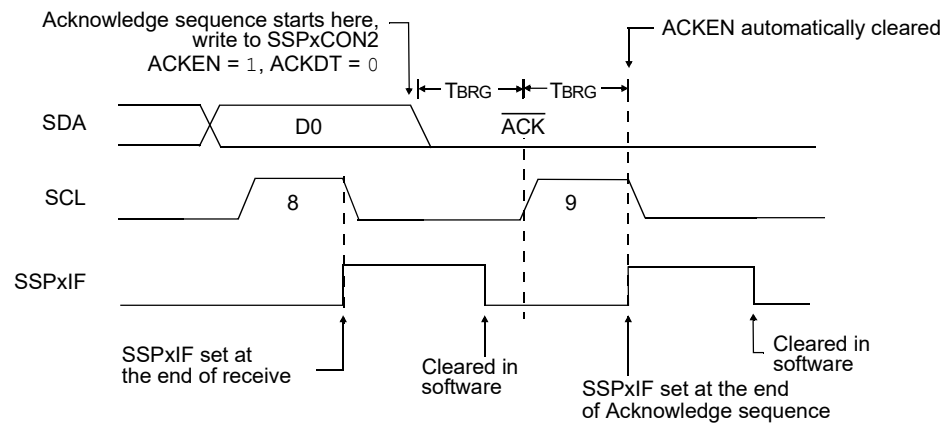 Acknowledge sequence starts here,
write to SSPxCON2
ACKEN = 1, ACKDT = 0
ACKEN automatically cleared
TBRG
TBRG
SDA
D0
ACK
SCL
8
9
SSPxIF
SSPxIF set at
the end of receive
Cleared in
software
SSPxIF set at the end
of Acknowledge sequence
Cleared in
software